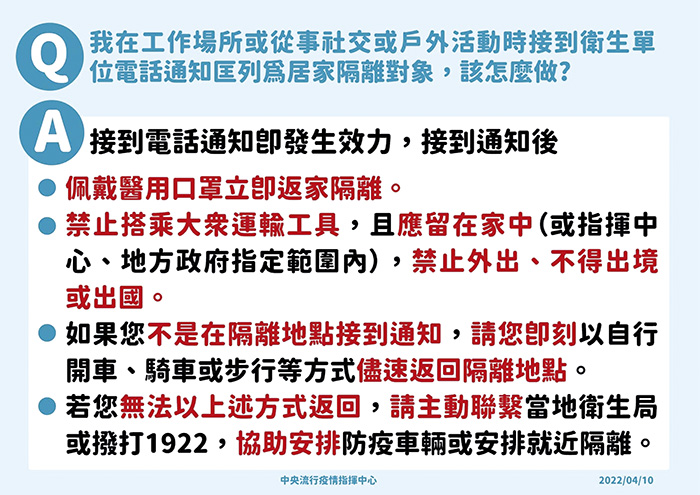 Q 我在工作場所或從事社交或戶外活動時接到衛生單
位電話通知匡列為居家隔離對象，該怎麼做?
A 接到電話通知即發生效力，接到通知後
● 佩戴醫用口罩立即返家隔離。
● 禁止搭乘大眾運輸工具，且應留在家中(或指揮中
心、地方政府指定範圍內)，禁止外出、不得出境
或出國。
● 如果您不是在隔離地點接到通知，請您即刻以自行
開車、騎車或步行等方式儘速返回隔離地點。
● 若您無法以上述方式返回，請主動聯繫當地衛生局
或撥打1922，協助安排防疫車輛或安排就近隔離。
中央流行疫情指揮中心 2022/04/10